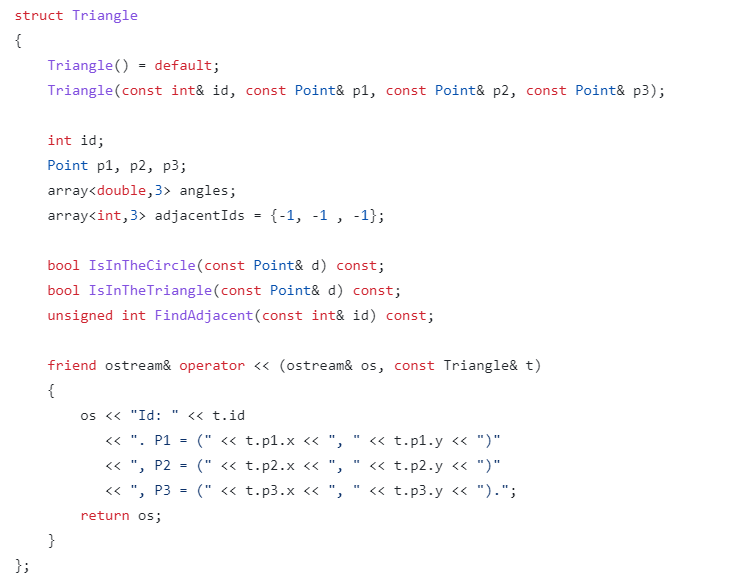 struct Triangle
{
    Triangle() = default;
    Triangle(const int& id, const Point& p1, const Point& p2, const Point& p3);

    int id;
    Point p1, p2, p3;
    array<double,3> angles;
    array<int,3> adjacentIds = {-1, -1 , -1};

    bool IsInTheCircle(const Point& d) const;
    bool IsInTheTriangle(const Point& d) const;
    unsigned int FindAdjacent(const int& id) const;

    friend ostream& operator << (ostream& os, const Triangle& t)
    {
        os << "Id: " << t.id
           << ". P1 = (" << t.p1.x << ", " << t.p1.y << ")"
           << ", P2 = (" << t.p2.x << ", " << t.p2.y << ")"
           << ", P3 = (" << t.p3.x << ", " << t.p3.y << ").";
        return os;
    }
};